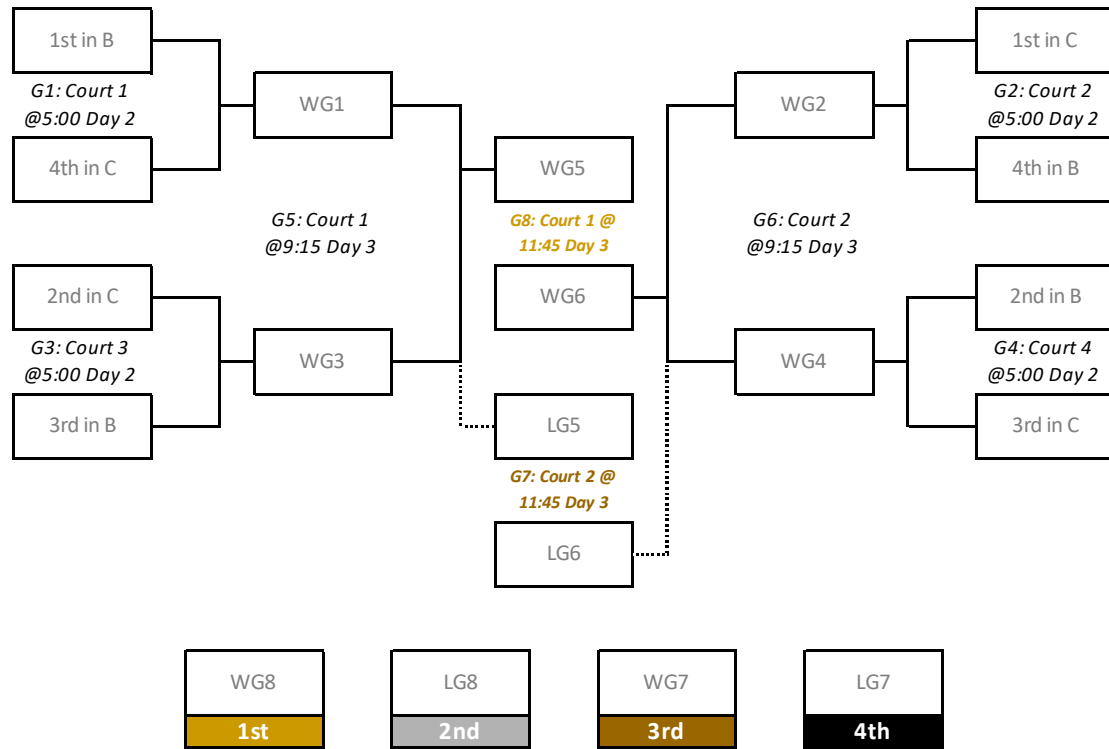 1st in B
G1: Court 1
@5:00 Day 2
4th in C
WG1
G5: Court 1
@9:15 Day 3
2nd in C
G3: Court 3
@5:00 Day 2
3rd in B
WG3
WG5
G8: Court 1 @
11:45 Day 3
WG6
LG5
G7: Court 2 @
11:45 Day 3
LG6
WG2
G6: Court 2
@9:15 Day 3
WG4
1st in C
G2: Court 2
@5:00 Day 2
4th in B
2nd in B
G4: Court 4
@5:00 Day 2
3rd in C
WG8
1st
LG8
2nd
WG7
3rd
LG7
4th